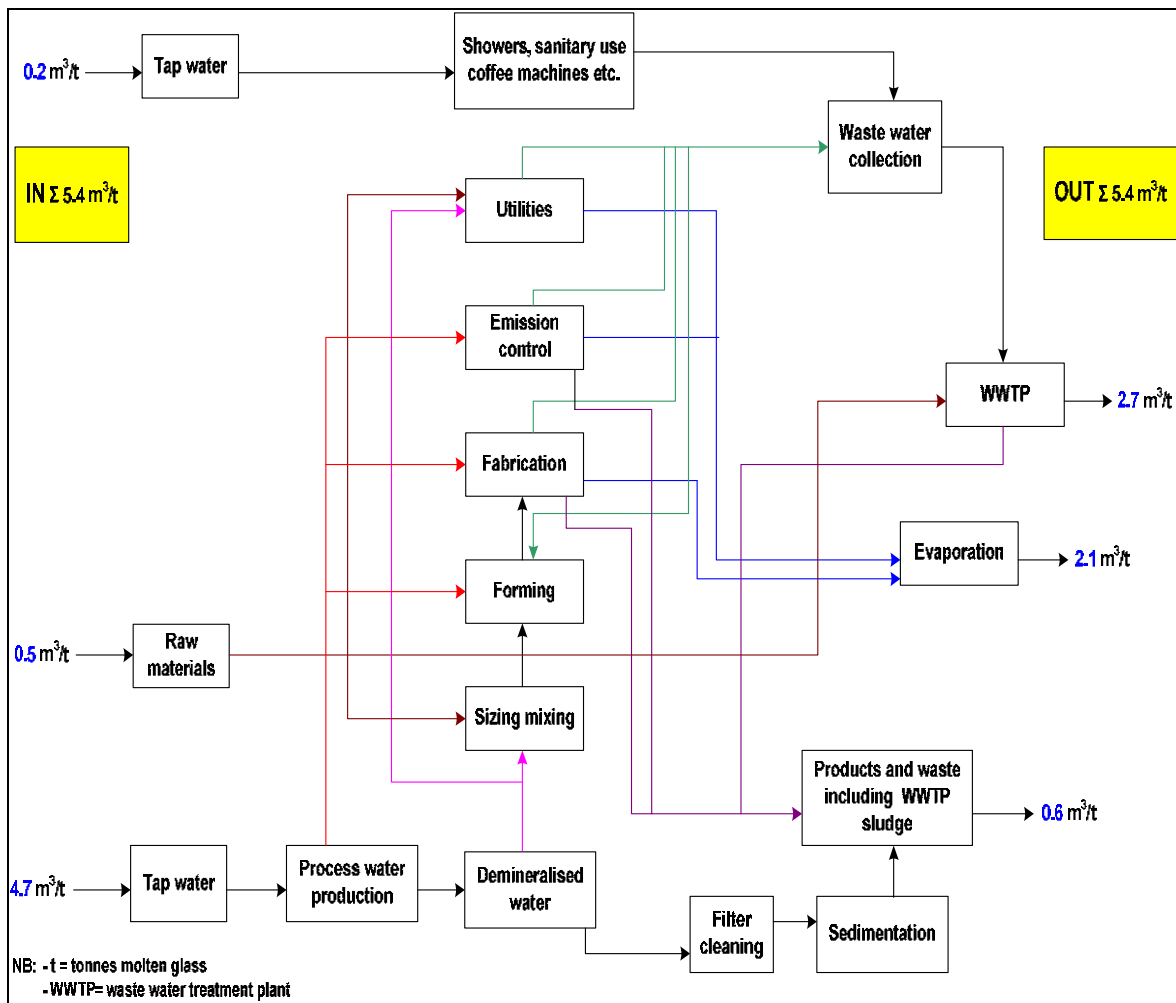 0.2 m³/t
Tap water
Showers, sanitary use
coffee machines etc.
Waste water
collection
IN Σ 5.4 m³/t
OUT Σ 5.4 m³/t
Utilities
Emission
control
WWTP
2.7 m³/t
Fabrication
Evaporation
2.1 m³/t
Forming
0.5 m³/t
Raw
materials
Sizing mixing
Products and waste
including WWTP
sludge
0.6 m³/t
4.7 m³/t
Tap water
Process water
production
Demineralised
water
Filter
cleaning
Sedimentation
NB: - t = tonnes molten glass
- WWTP= waste water treatment plant